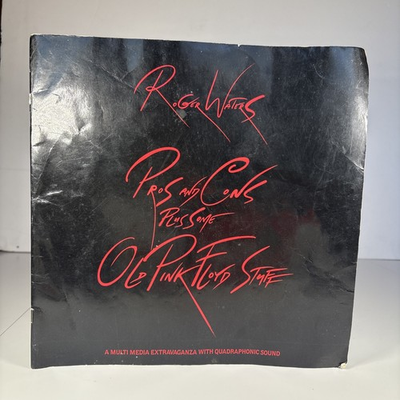 Roger Waters
Pros and Cons
Plus Some
Old Pink Floyd Stuff
A MULTI MEDIA EXTRAVAGANZA WITH QUADRAPHONIC SOUND